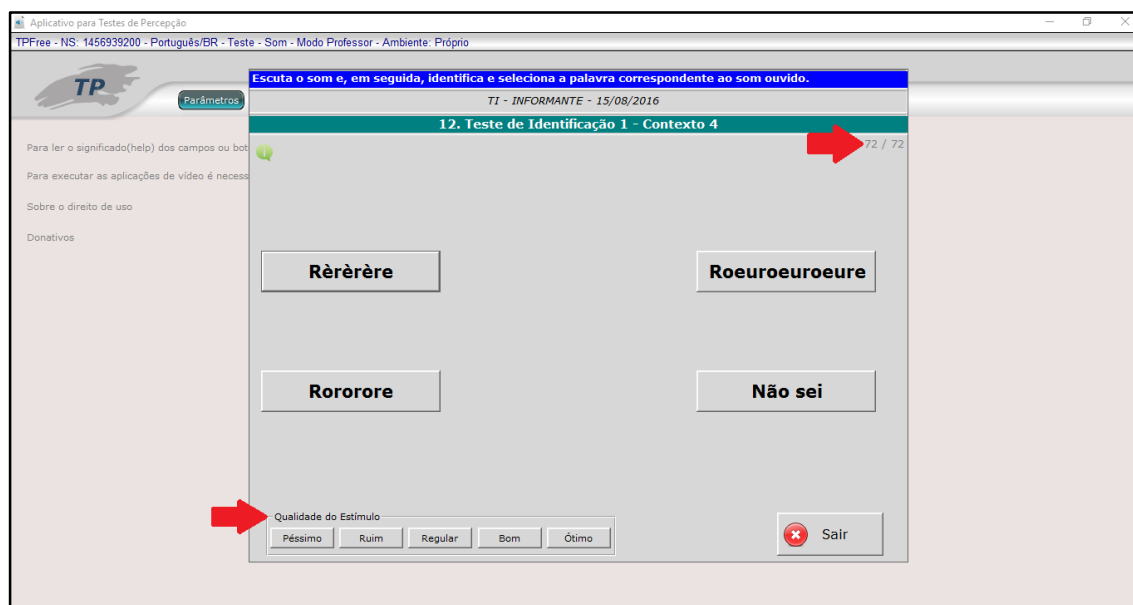 Aplicativo para Testes de Percepção
TPFree - NS: 1456939200 - Português/BR - Teste - Som - Modo Professor - Ambiente: Próprio
TP
Parâmetros
Escuta o som e, em seguida, identifica e seleciona a palavra correspondente ao som ouvido.
TI - INFORMANTE - 15/08/2016
12. Teste de Identificação 1 - Contexto 4
72 / 72
Para ler o significado(help) dos campos ou bot
Para executar as aplicações de vídeo é necess
Sobre o direito de uso
Donativos
Rèrèrère
Roeuroeuroeure
Rororore
Não sei
Qualidade do Estímulo
Péssimo Ruim Regular Bom Ótimo
Sair